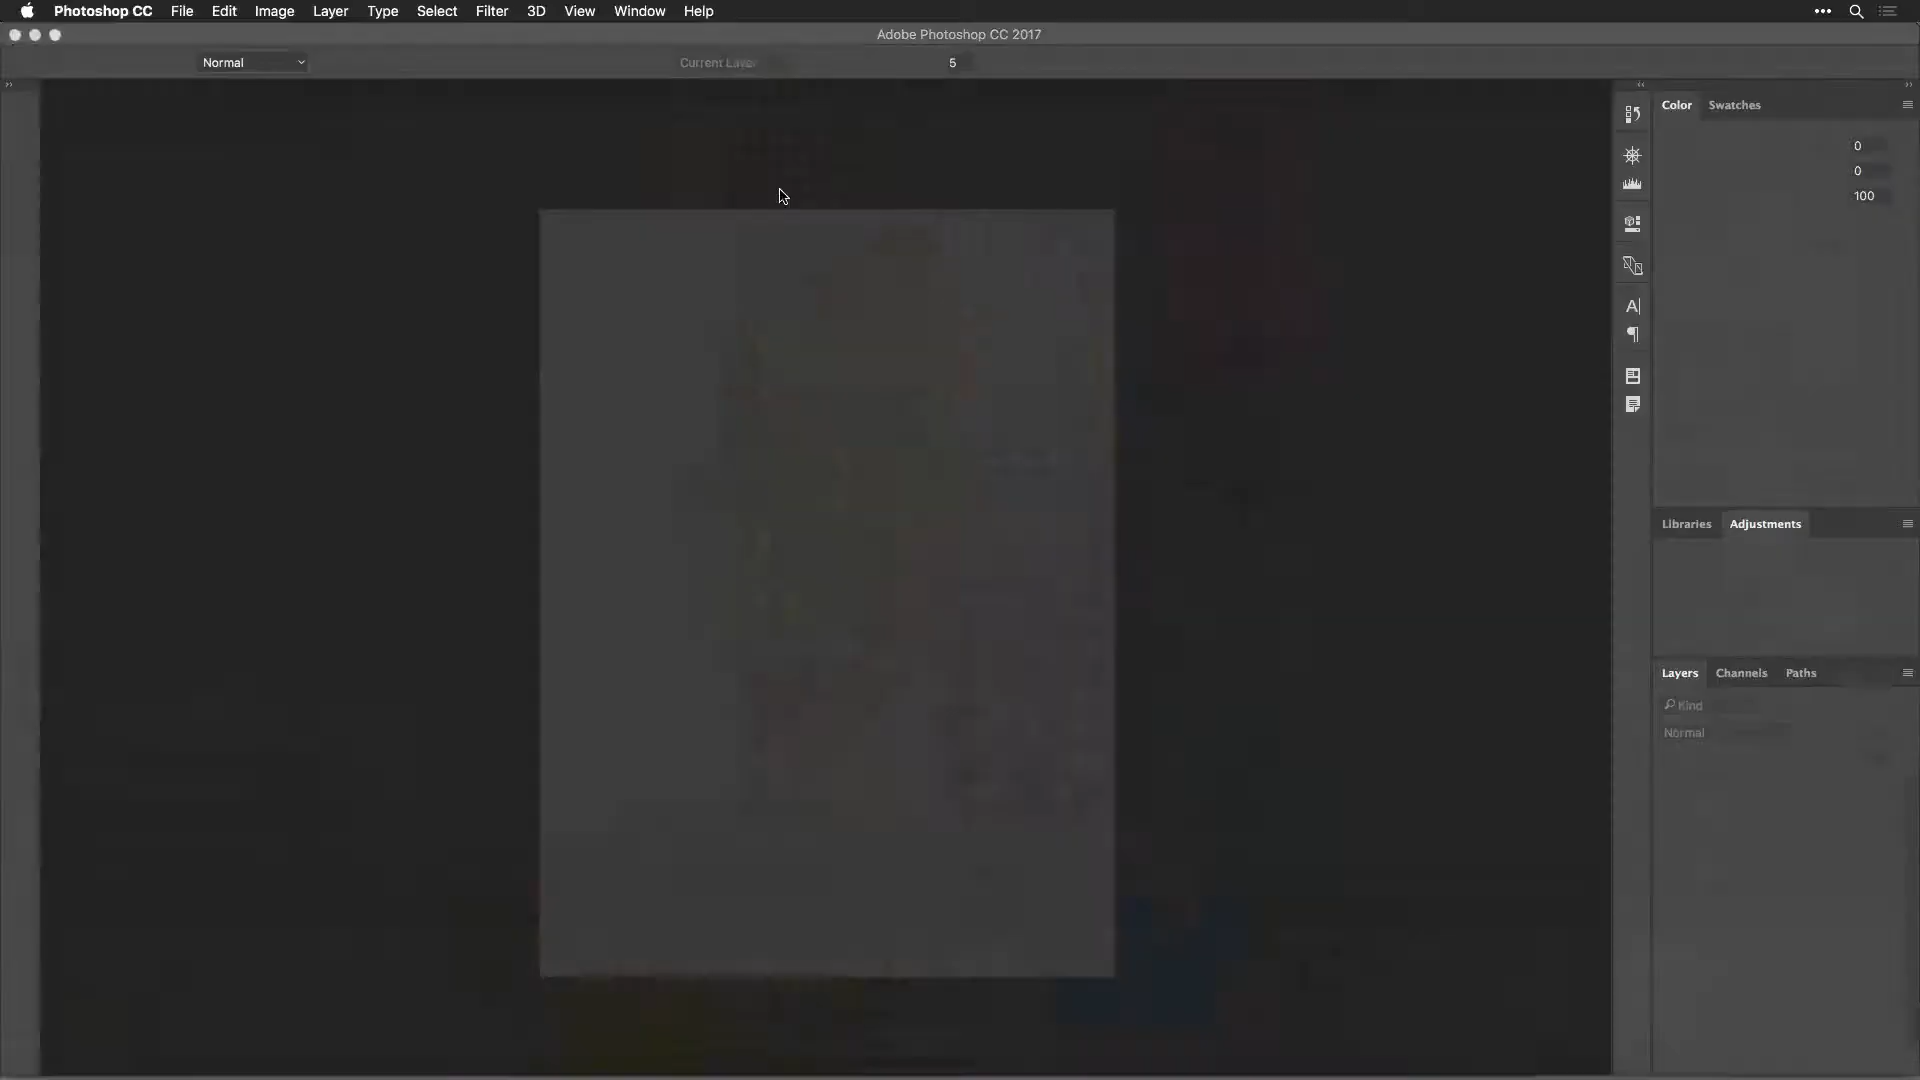 Photoshop CC File Edit Image Layer Type Select Filter 3D View Window Help
Adobe Photoshop CC 2017
Normal Current Layer 5
Color Swatches
0
0
100
Libraries Adjustments
Layers Channels Paths
Kind
Normal